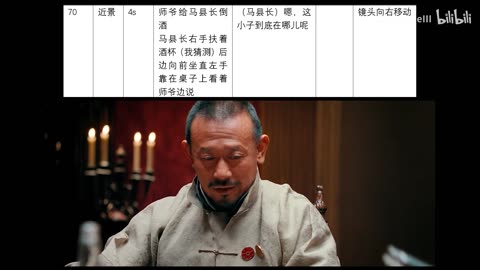 70 近景 4s 师爷给马县长倒 （马县长）嗯，这 镜头向右移动
酒 小子到底在哪儿呢
马县长右手扶着
酒杯（我猜测）后
边向前坐直左手
靠在桌子上看着
师爷边说
elll bilibili